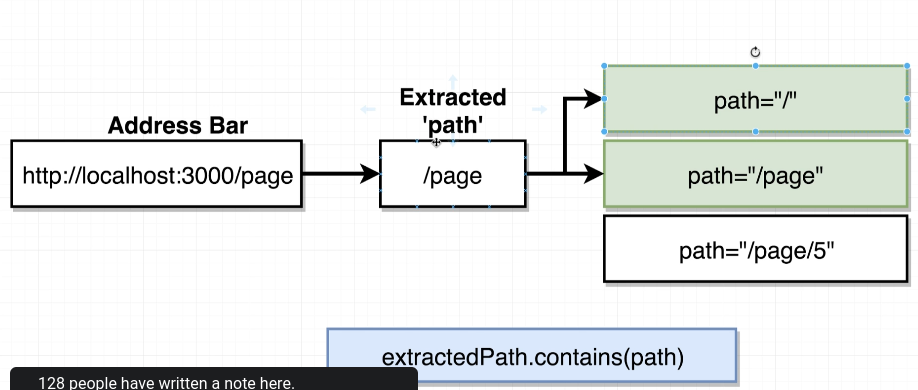 Address Bar
http://localhost:3000/page
Extracted
'path'
/page
path="/"
path="/page"
path="/page/5"
extractedPath.contains(path)
128 people have written a note here.